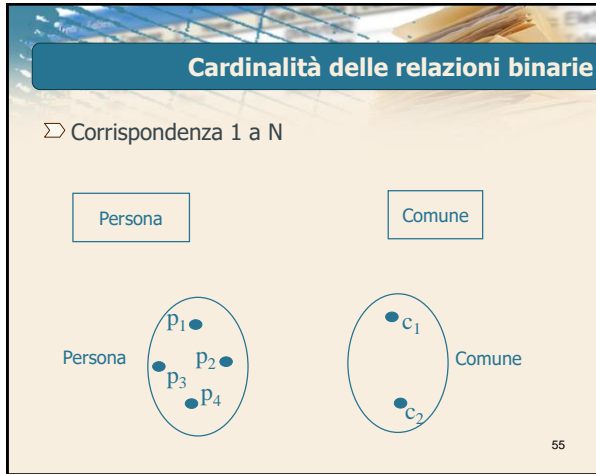 Cardinalità delle relazioni binarie
Corrispondenza 1 a N
Persona
Comune
p1
c1
Persona
p2
Comune
p3
p4
c2
55